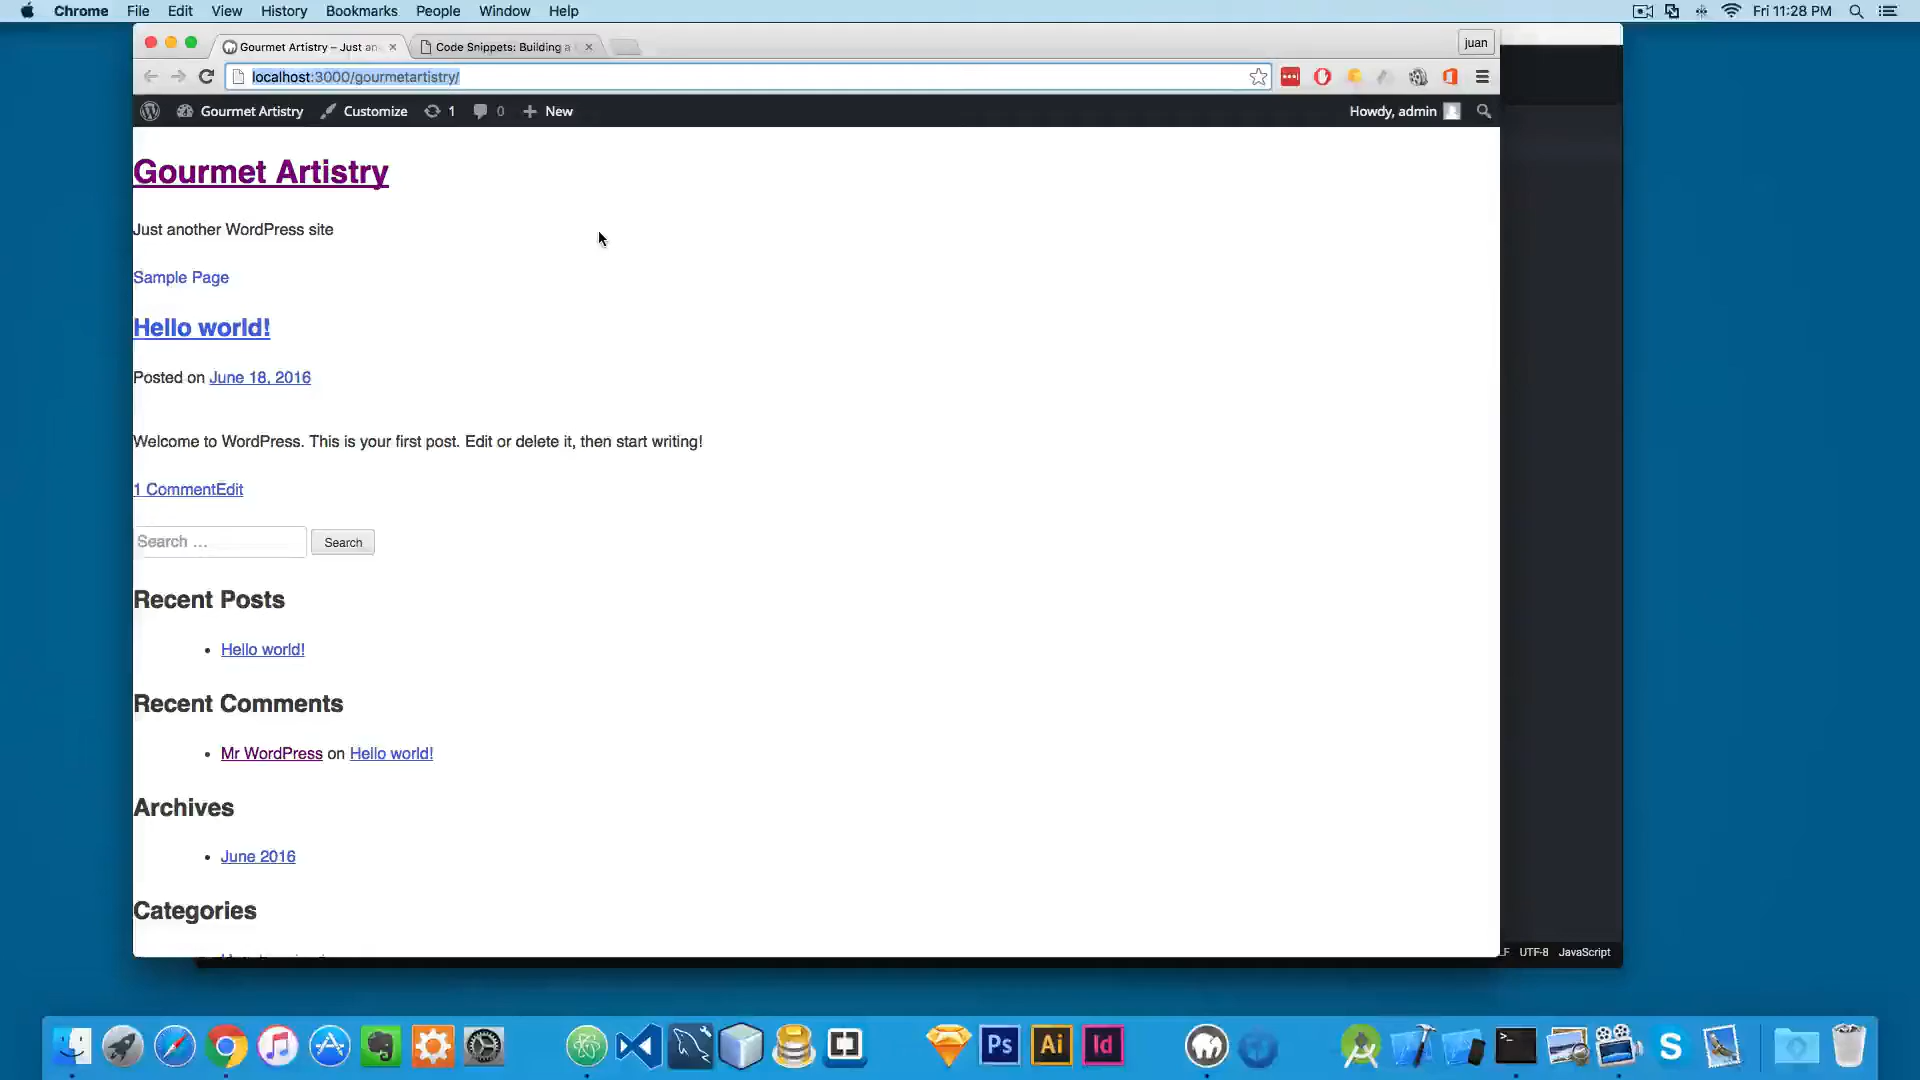 Chrome File Edit View History Bookmarks People Window Help
Fri 11:28 PM
Gourmet Artistry – Just an
Code Snippets: Building a
juan
localhost:3000/gourmetartistry/
Gourmet Artistry Customize 1 0 New
Howdy, admin
Gourmet Artistry
Just another WordPress site
Sample Page
Hello world!
Posted on June 18, 2016
Welcome to WordPress. This is your first post. Edit or delete it, then start writing!
1 CommentEdit
Search …
Search
Recent Posts
Hello world!
Recent Comments
Mr WordPress on Hello world!
Archives
June 2016
Categories
LF UTF-8 JavaScript
Ps Ai Id
S